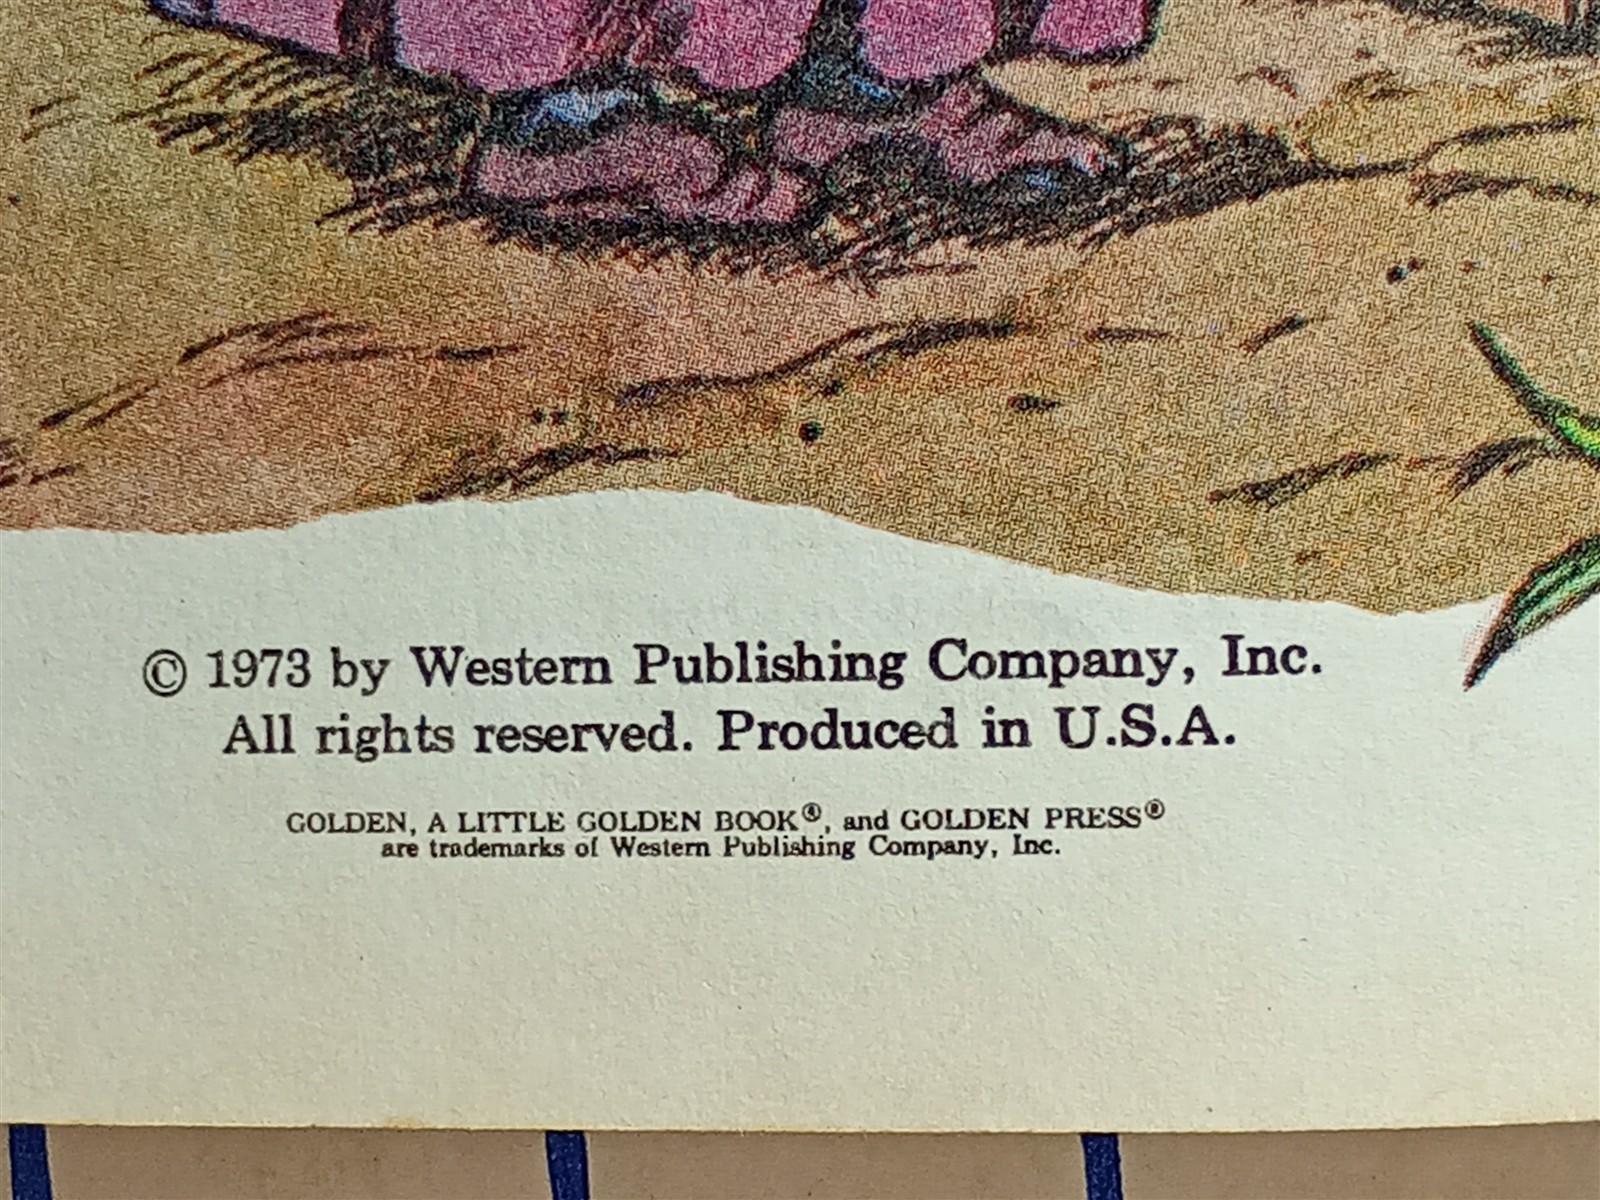 © 1973 by Western Publishing Company, Inc.
All rights reserved. Produced in U.S.A.
GOLDEN, A LITTLE GOLDEN BOOK®, and GOLDEN PRESS®
are trademarks of Western Publishing Company, Inc.